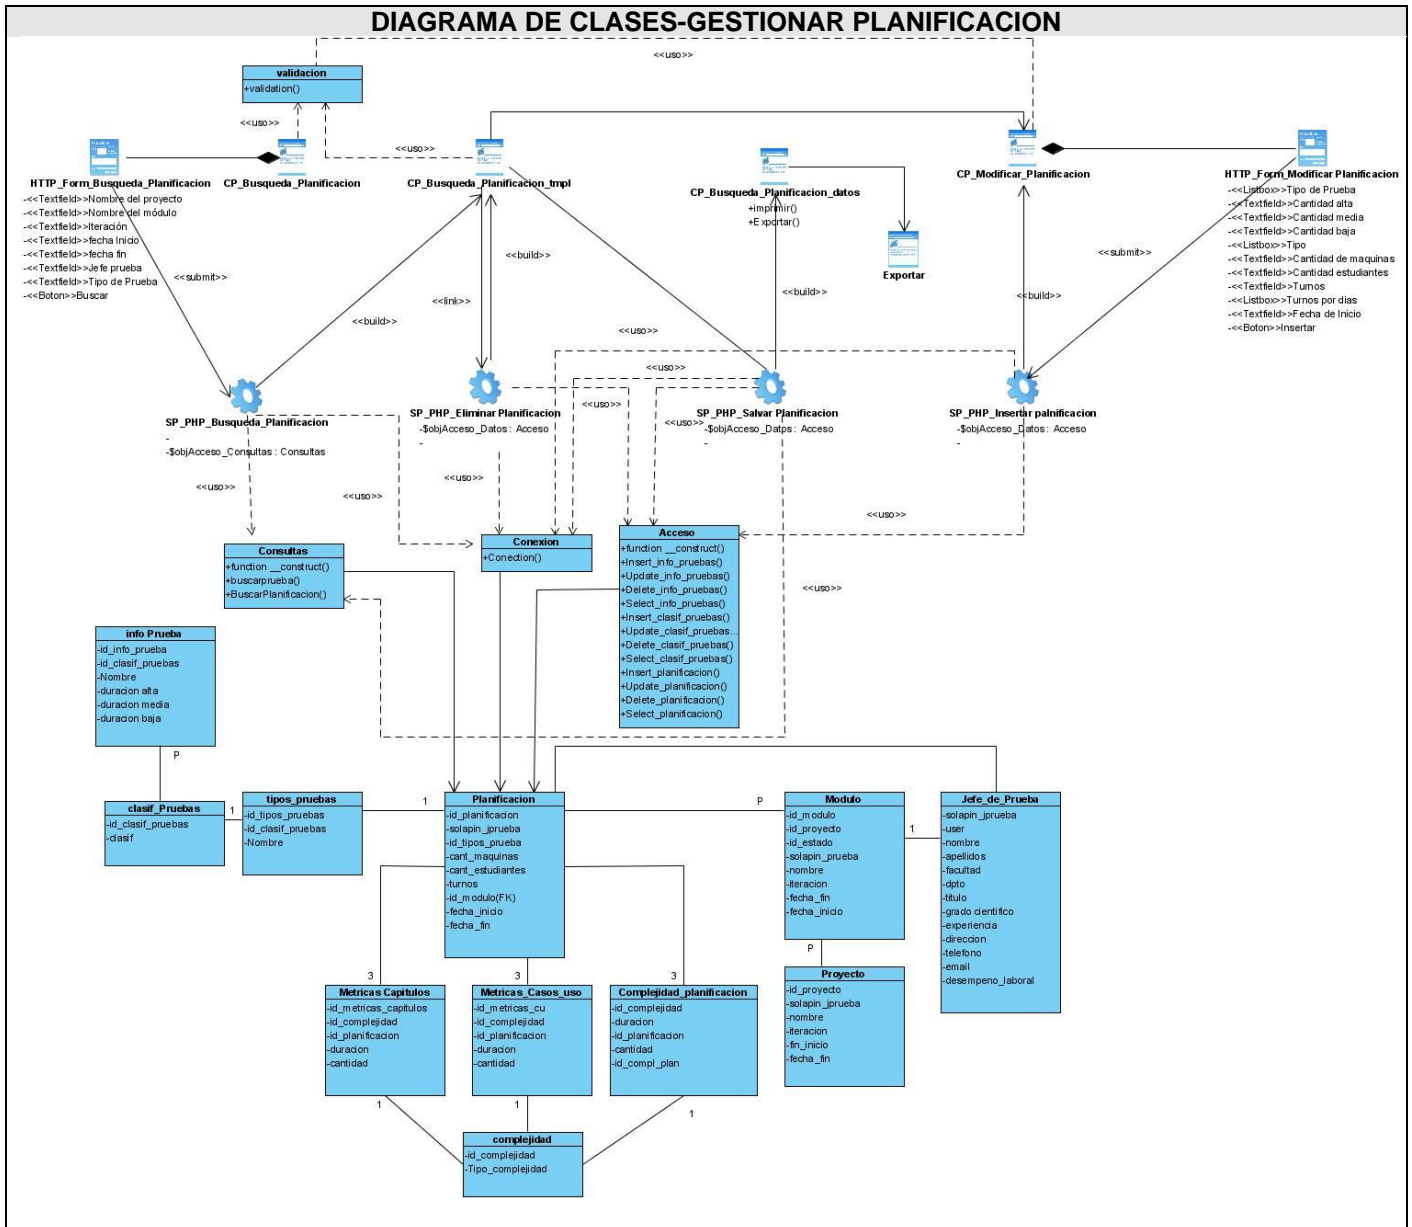 DIAGRAMA DE CLASES-GESTIONAR PLANIFICACION
<<uso>>
validacion
+validation()
<<uso>>
<<uso>>
HTTP_Form_Busqueda_Planificacion
-<<Textfield>>Nombre del proyecto
-<<Textfield>>Nombre del módulo
-<<Textfield>>Iteración
-<<Textfield>>fecha Inicio
-<<Textfield>>fecha fin
-<<Textfield>>Jefe prueba
-<<Textfield>>Tipo de Prueba
-<<Boton>>Buscar
CP_Busqueda_Planificacion
CP_Busqueda_Planificacion_tmpl
CP_Busqueda_Planificacion_datos
+imprimir()
+Exportar()
Exportar
CP_Modificar_Planificacion
HTTP_Form_Modificar Planificacion
-<<Listbox>>Tipo de Prueba
-<<Textfield>>Cantidad alta
-<<Textfield>>Cantidad media
-<<Textfield>>Cantidad baja
-<<Listbox>>Tipo
-<<Textfield>>Cantidad de maquinas
-<<Textfield>>Cantidad estudiantes
-<<Textfield>>Turnos
-<<Listbox>>Turnos por dias
-<<Textfield>>Fecha de Inicio
-<<Boton>>Insertar
<<submit>>
<<build>>
<<link>>
<<build>>
<<uso>>
<<build>>
<<build>>
<<submit>>
<<uso>>
<<uso>>
<<uso>>
SP_PHP_Busqueda_Planificacion
-
-$objAcceso_Consultas : Consultas
SP_PHP_Eliminar Planificacion
-$objAcceso_Datos : Acceso
-
SP_PHP_Salvar Planificacion
-$objAcceso_Datos : Acceso
-
SP_PHP_Insertar palnificacion
-$objAcceso_Datos : Acceso
-
<<uso>>
<<uso>>
<<uso>>
<<uso>>
<<uso>>
Consultas
+function __construct()
+buscarprueba()
+BuscarPlanificacion()
Conexion
+Conection()
Acceso
+function __construct()
+Insert_info_pruebas()
+Update_info_pruebas()
+Delete_info_pruebas()
+Select_info_pruebas()
+Insert_clasif_pruebas()
+Update_clasif_pruebas...
+Delete_clasif_pruebas()
+Select_clasif_pruebas()
+Insert_planificacion()
+Update_planificacion()
+Delete_planificacion()
+Select_planificacion()
info Prueba
-id_info_prueba
-id_clasif_pruebas
-Nombre
-duracion alta
-duracion media
-duracion baja
P
clasif_Pruebas
-id_clasif_pruebas
-clasif
1
tipos_pruebas
-id_tipos_pruebas
-id_clasif_pruebas
-Nombre
1
Planificacion
-id_planificacion
-solapin_jprueba
-id_tipos_prueba
-cant_maquinas
-cant_estudiantes
-turnos
-id_modulo(FK)
-fecha_inicio
-fecha_fin
P
Modulo
-id_modulo
-id_proyecto
-id_estado
-solapin_prueba
-nombre
-iteracion
-fecha_fin
-fecha_inicio
1
Jefe_de_Prueba
-solapin_jprueba
-user
-nombre
-apellidos
-facultad
-dpto
-titulo
-grado cientifico
-experiencia
-direccion
-telefono
-email
-desempeno_laboral
P
Proyecto
-id_proyecto
-solapin_jprueba
-nombre
-iteracion
-fin_inicio
-fecha_fin
3
3
3
Metricas Capitulos
-id_metricas_capitulos
-id_complejidad
-id_planificacion
-duracion
-cantidad
Metricas_Casos_uso
-id_metricas_cu
-id_complejidad
-id_planificacion
-duracion
-cantidad
Complejidad_planificacion
-id_complejidad
-duracion
-id_planificacion
-cantidad
-id_compl_plan
1
1
1
complejidad
-id_complejidad
-Tipo_complejidad